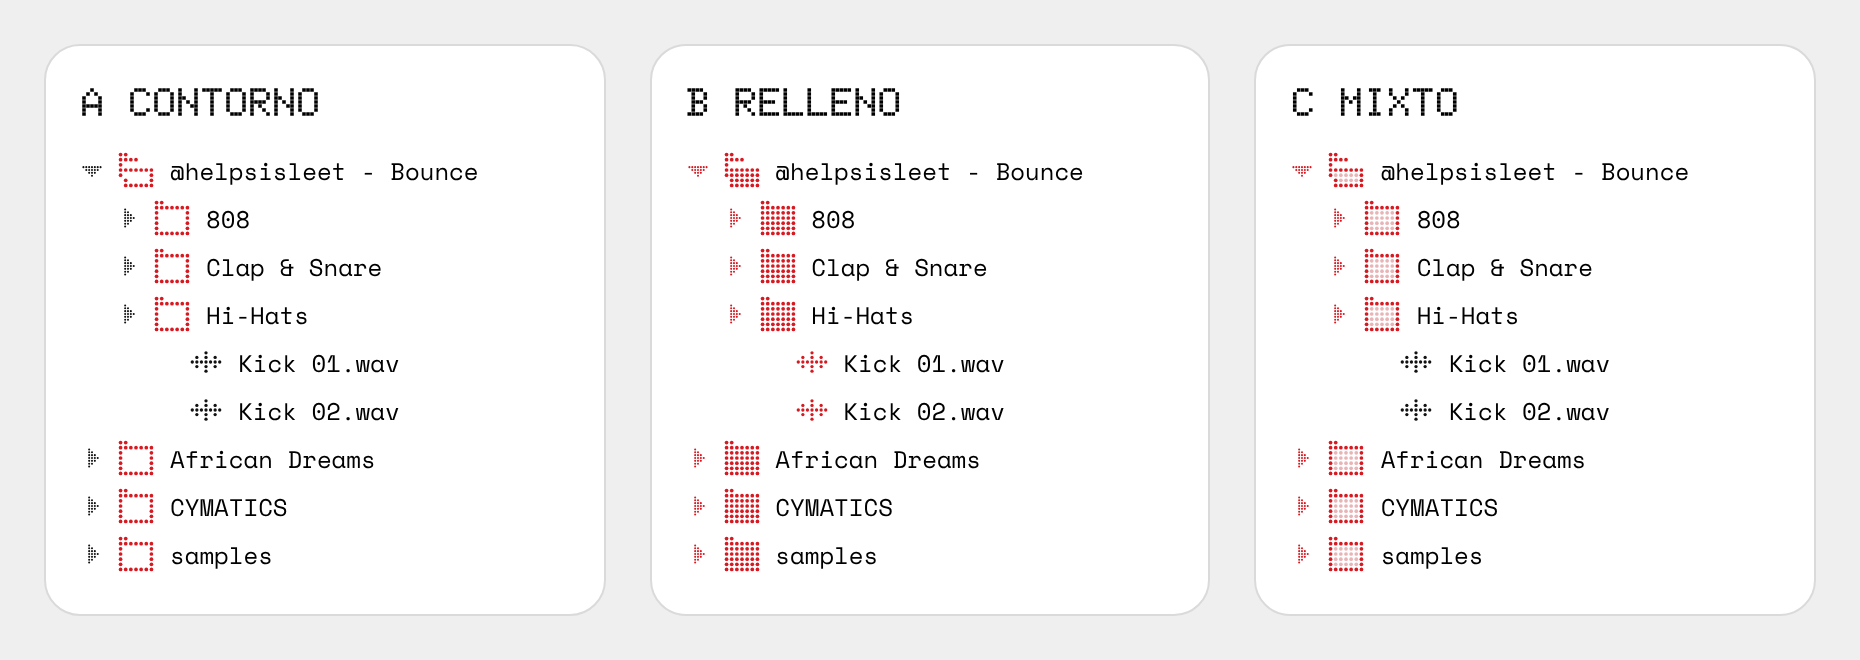 A CONTORNO
@helpsisleet - Bounce
808
Clap & Snare
Hi-Hats
Kick 01.wav
Kick 02.wav
African Dreams
CYMATICS
samples
B RELLENO
@helpsisleet - Bounce
808
Clap & Snare
Hi-Hats
Kick 01.wav
Kick 02.wav
African Dreams
CYMATICS
samples
C MIXTO
@helpsisleet - Bounce
808
Clap & Snare
Hi-Hats
Kick 01.wav
Kick 02.wav
African Dreams
CYMATICS
samples